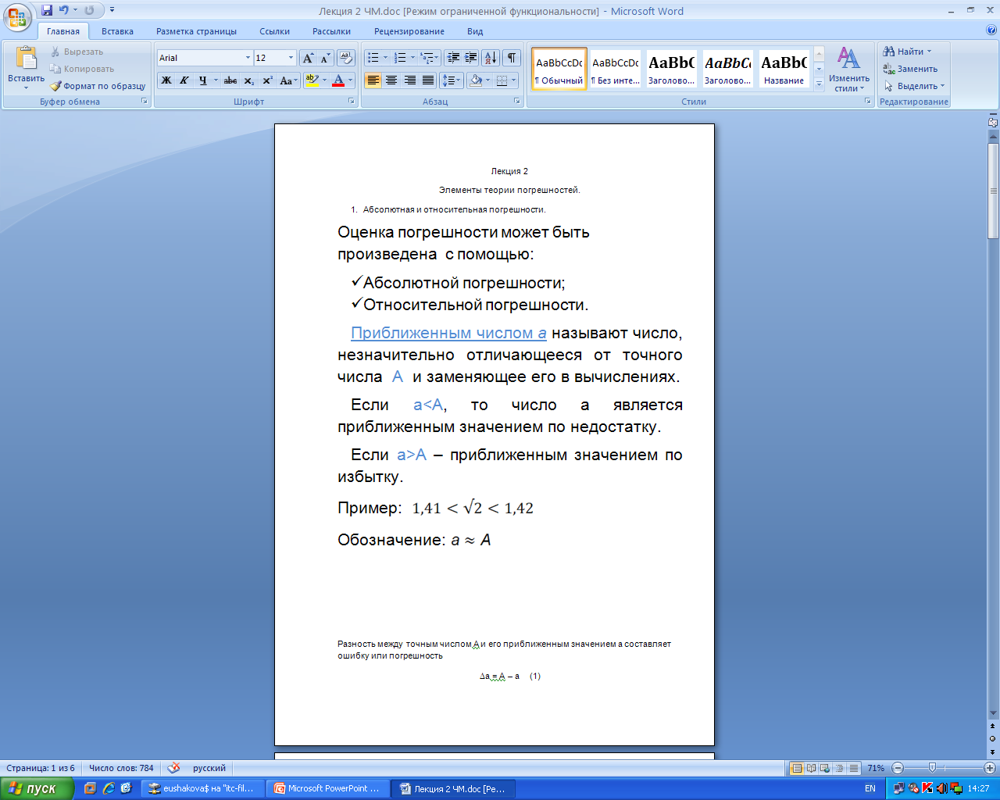 Лекция 2 ЧМ.doc [Режим ограниченной функциональности] - Microsoft Word
Главная Вставка Разметка страницы Ссылки Рассылки Рецензирование Вид
Вставить
Вырезать
Копировать
Формат по образцу
Буфер обмена
Arial 12
Ж К Ч abc x₂ x² Aa
Шрифт
Абзац
AaBbCcDc AaBbCcDc AaBbC AaBbCc AaBbC
¶ Обычный ¶ Без инте... Заголово... Заголово... Название
Изменить стили
Стили
Найти
Заменить
Выделить
Редактирование
Лекция 2
Элементы теории погрешностей.
1. Абсолютная и относительная погрешности.
Оценка погрешности может быть
произведена с помощью:
✓Абсолютной погрешности;
✓Относительной погрешности.
Приближенным числом а называют число,
незначительно отличающееся от точного
числа А и заменяющее его в вычислениях.
Если а<А, то число а является
приближенным значением по недостатку.
Если а>А – приближенным значением по
избытку.
Пример: 1,41 < √2 < 1,42
Обозначение: a ≈ A
Разность между точным числом А и его приближенным значением а составляет
ошибку или погрешность
Δа = А – а (1)
Страница: 1 из 6 Число слов: 784 русский 71%
пуск eushakova$ на "itc-fil... Microsoft PowerPoint ... Лекция 2 ЧМ.doc [Ре... EN 14:27